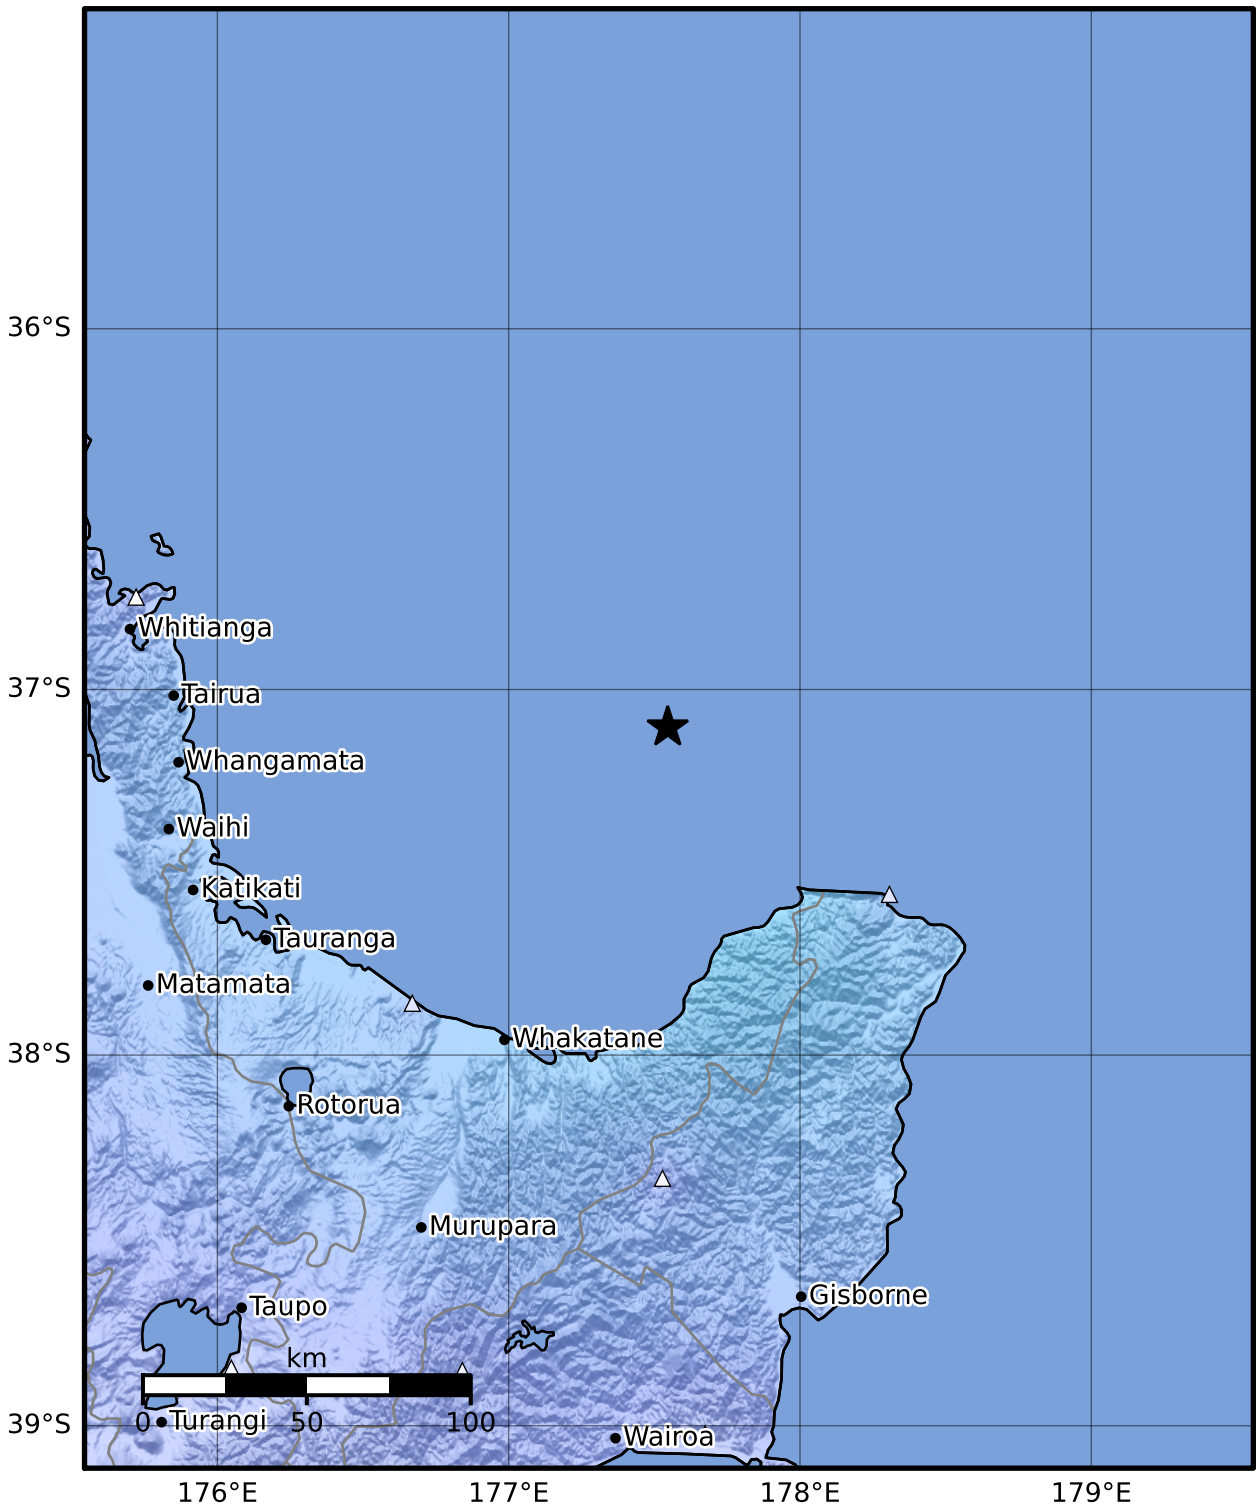 36°S
Whitianga
37°S
Tairua
Whangamata
Waihi
Katikati
Tauranga
Matamata
Whakatane
38°S
Rotorua
Murupara
Gisborne
Taupo
km
0 50 100
Turangi
39°S
Wairoa
176°E 177°E 178°E 179°E